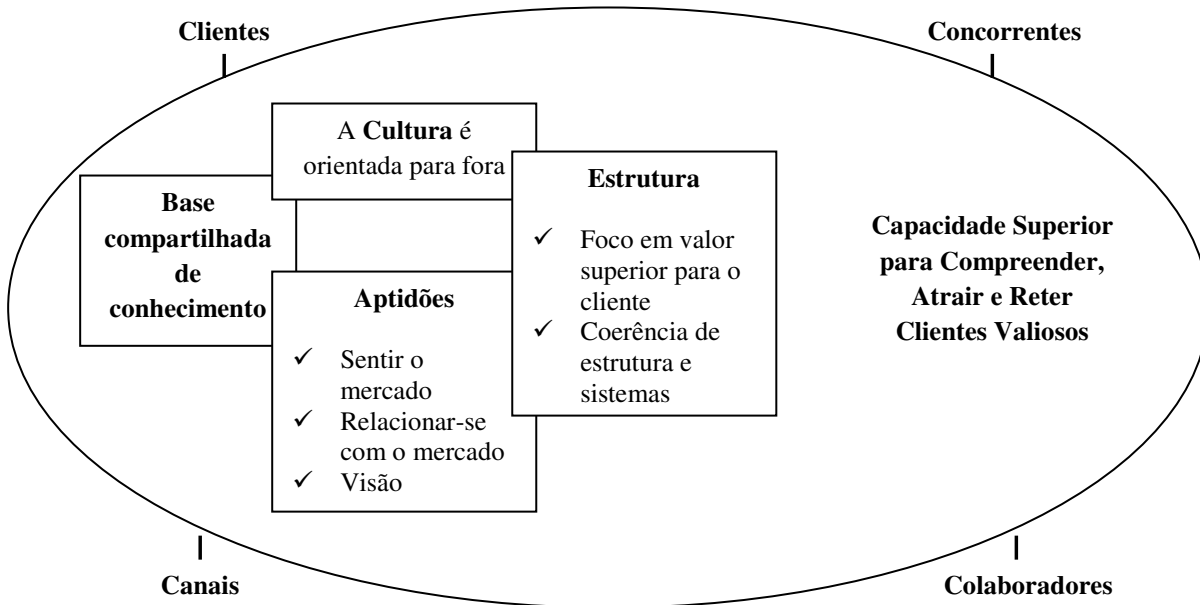 Clientes
Concorrentes
A Cultura é
orientada para fora
Base
compartilhada
de
conhecimento
Aptidões
✓ Sentir o
mercado
✓ Relacionar-se
com o mercado
✓ Visão
Estrutura
✓ Foco em valor
superior para o
cliente
✓ Coerência de
estrutura e
sistemas
Capacidade Superior
para Compreender,
Atrair e Reter
Clientes Valiosos
Canais
Colaboradores